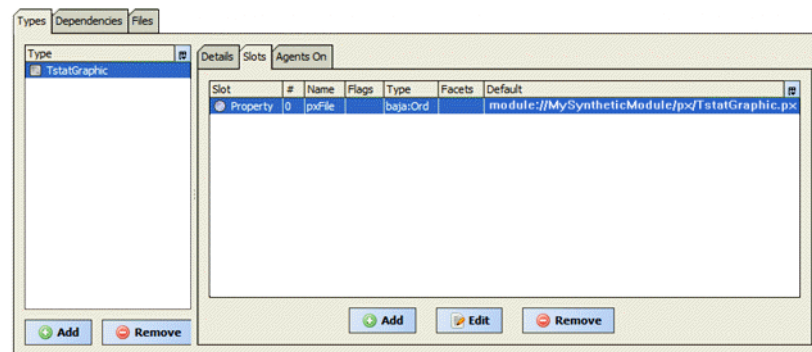 Types Dependencies Files
Type
TstatGraphic
Add Remove
Details Slots Agents On
Slot # Name Flags Type Facets Default
Property 0 pxFile baja:Ord module://MySyntheticModule/px/TstatGraphic.px
Add Edit Remove